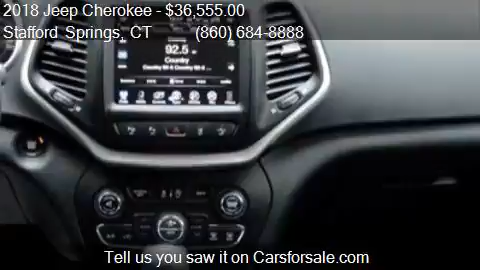 2018 Jeep Cherokee - $36,555.00
Stafford Springs, CT (860) 684-8888
92.5
Country
Tell us you saw it on Carsforsale.com